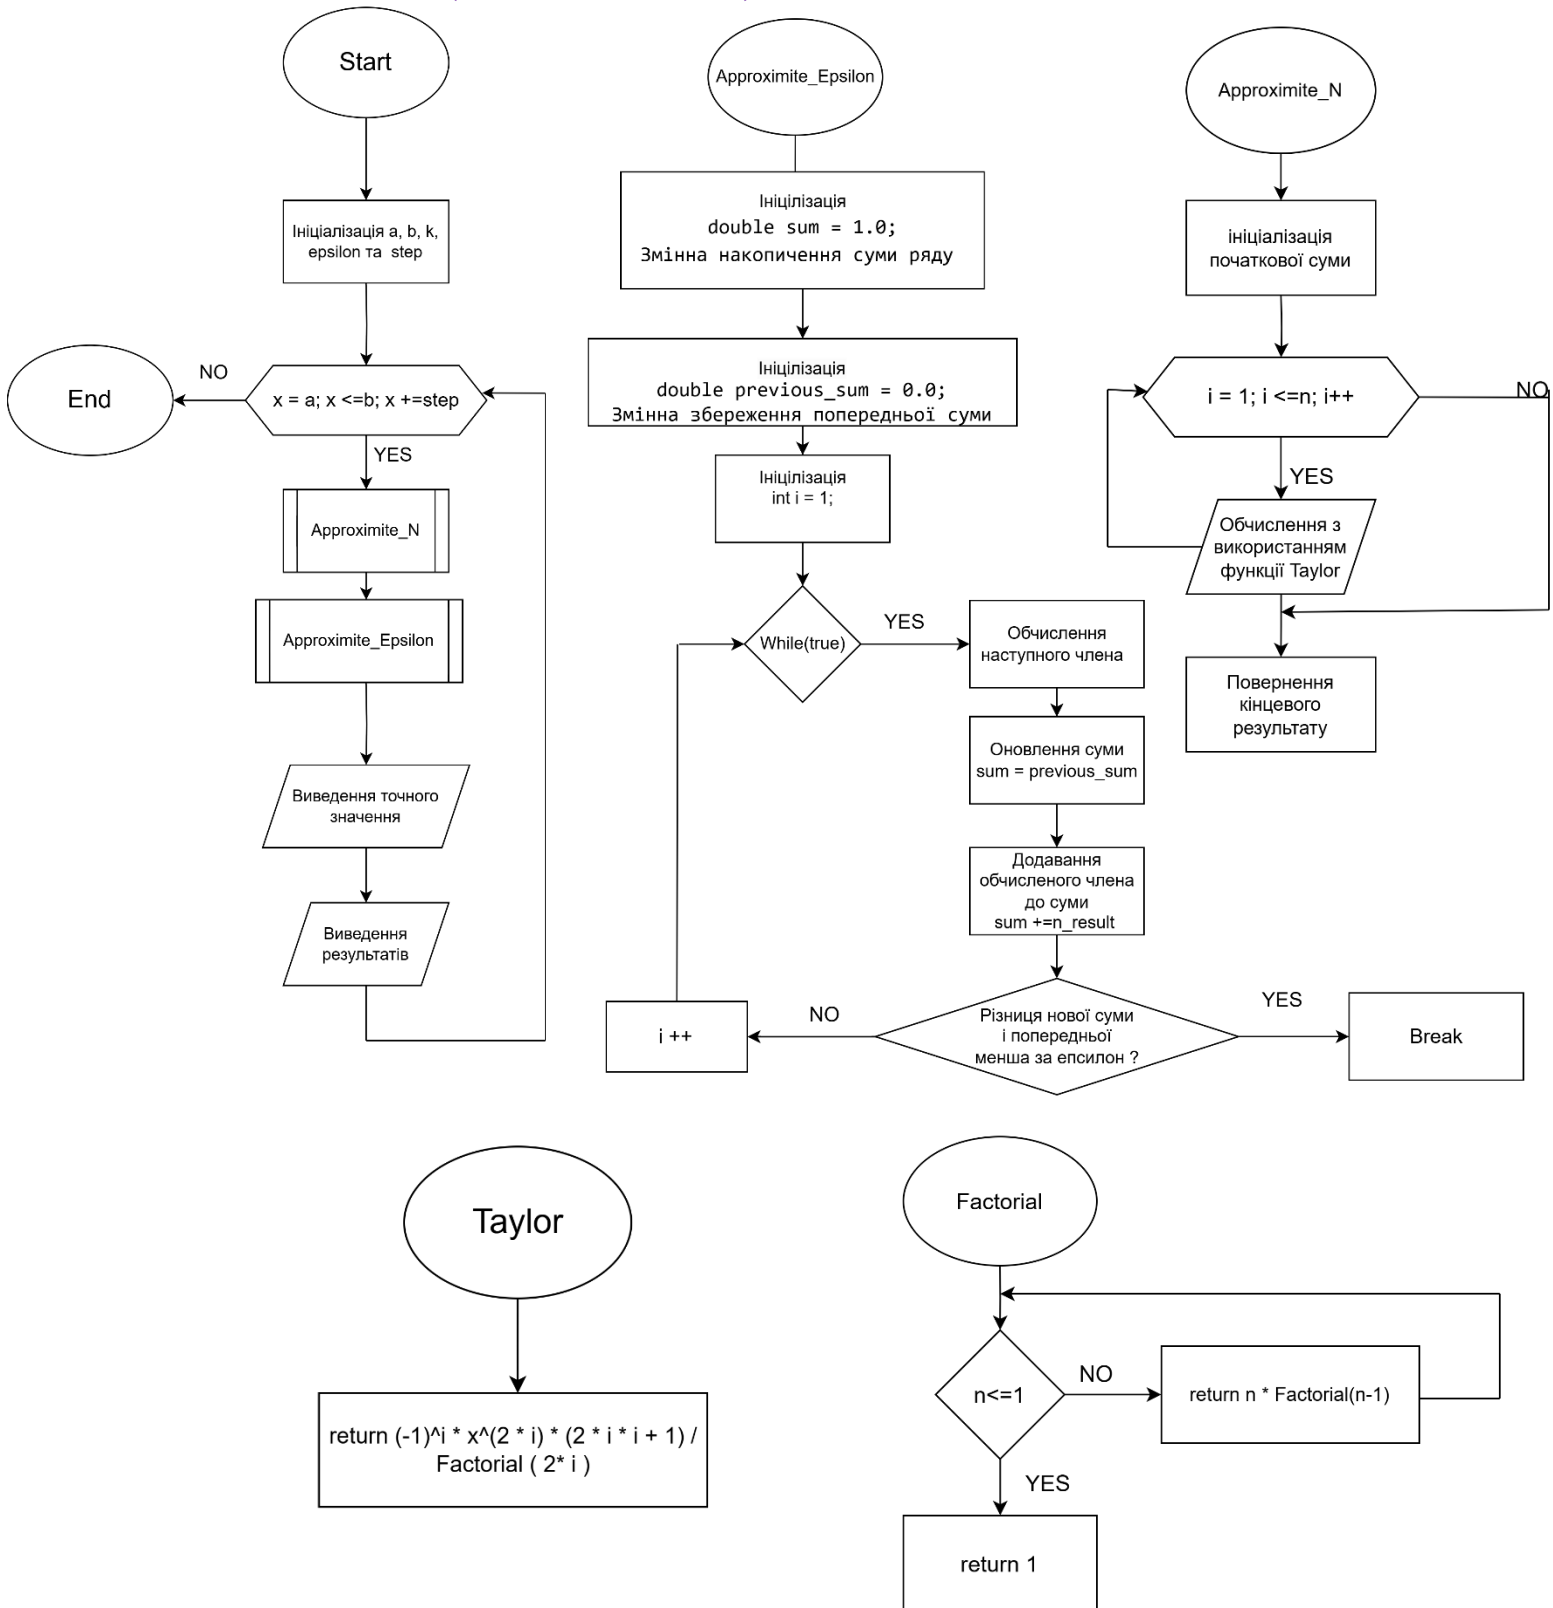 Start
Ініціалізація a, b, k,
epsilon та step
NO
End
x = a; x <=b; x +=step
YES
Approximite_N
Approximite_Epsilon
Виведення точного
значення
Виведення
результатів
Approximite_Epsilon
Ініцілізація
double sum = 1.0;
Змінна накопичення суми ряду
Ініцілізація
double previous_sum = 0.0;
Змінна збереження попередньої суми
Ініцілізація
int i = 1;
While(true)
YES
Обчислення
наступного члена
Оновлення суми
sum = previous_sum
Додавання
обчисленого члена
до суми
sum +=n_result
Різниця нової суми
і попередньої
менша за епсилон ?
NO
i ++
YES
Break
Approximite_N
ініціалізація
початкової суми
i = 1; i <=n; i++
NO
YES
Обчислення з
використанням
функції Taylor
Повернення
кінцевого
результату
Taylor
return (-1)^i * x^(2 * i) * (2 * i * i + 1) /
Factorial ( 2* i )
Factorial
n<=1
NO
return n * Factorial(n-1)
YES
return 1